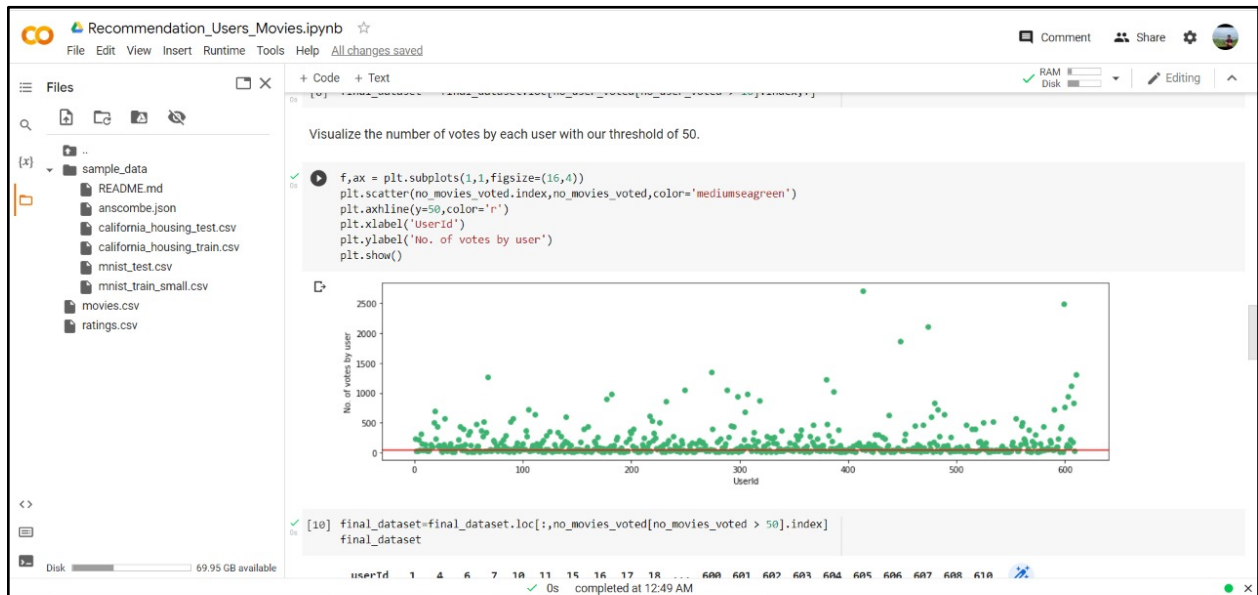 Recommendation_Users_Movies.ipynb
File Edit View Insert Runtime Tools Help All changes saved
Comment Share
Files
+ Code + Text
RAM
Disk
Editing
Visualize the number of votes by each user with our threshold of 50.
{x}
..
sample_data
README.md
anscombe.json
california_housing_test.csv
california_housing_train.csv
mnist_test.csv
mnist_train_small.csv
movies.csv
ratings.csv
0s
f,ax = plt.subplots(1,1,figsize=(16,4))
plt.scatter(no_movies_voted.index,no_movies_voted,color='mediumseagreen')
plt.axhline(y=50,color='r')
plt.xlabel('UserId')
plt.ylabel('No. of votes by user')
plt.show()
No. of votes by user
2500
2000
1500
1000
500
0
0 100 200 300 400 500 600
UserId
[10] final_dataset=final_dataset.loc[:,no_movies_voted[no_movies_voted > 50].index]
0s
final_dataset
userId 1 4 6 7 10 11 15 16 17 18 ... 600 601 602 603 604 605 606 607 608 610
<>
Disk 69.95 GB available
0s completed at 12:49 AM